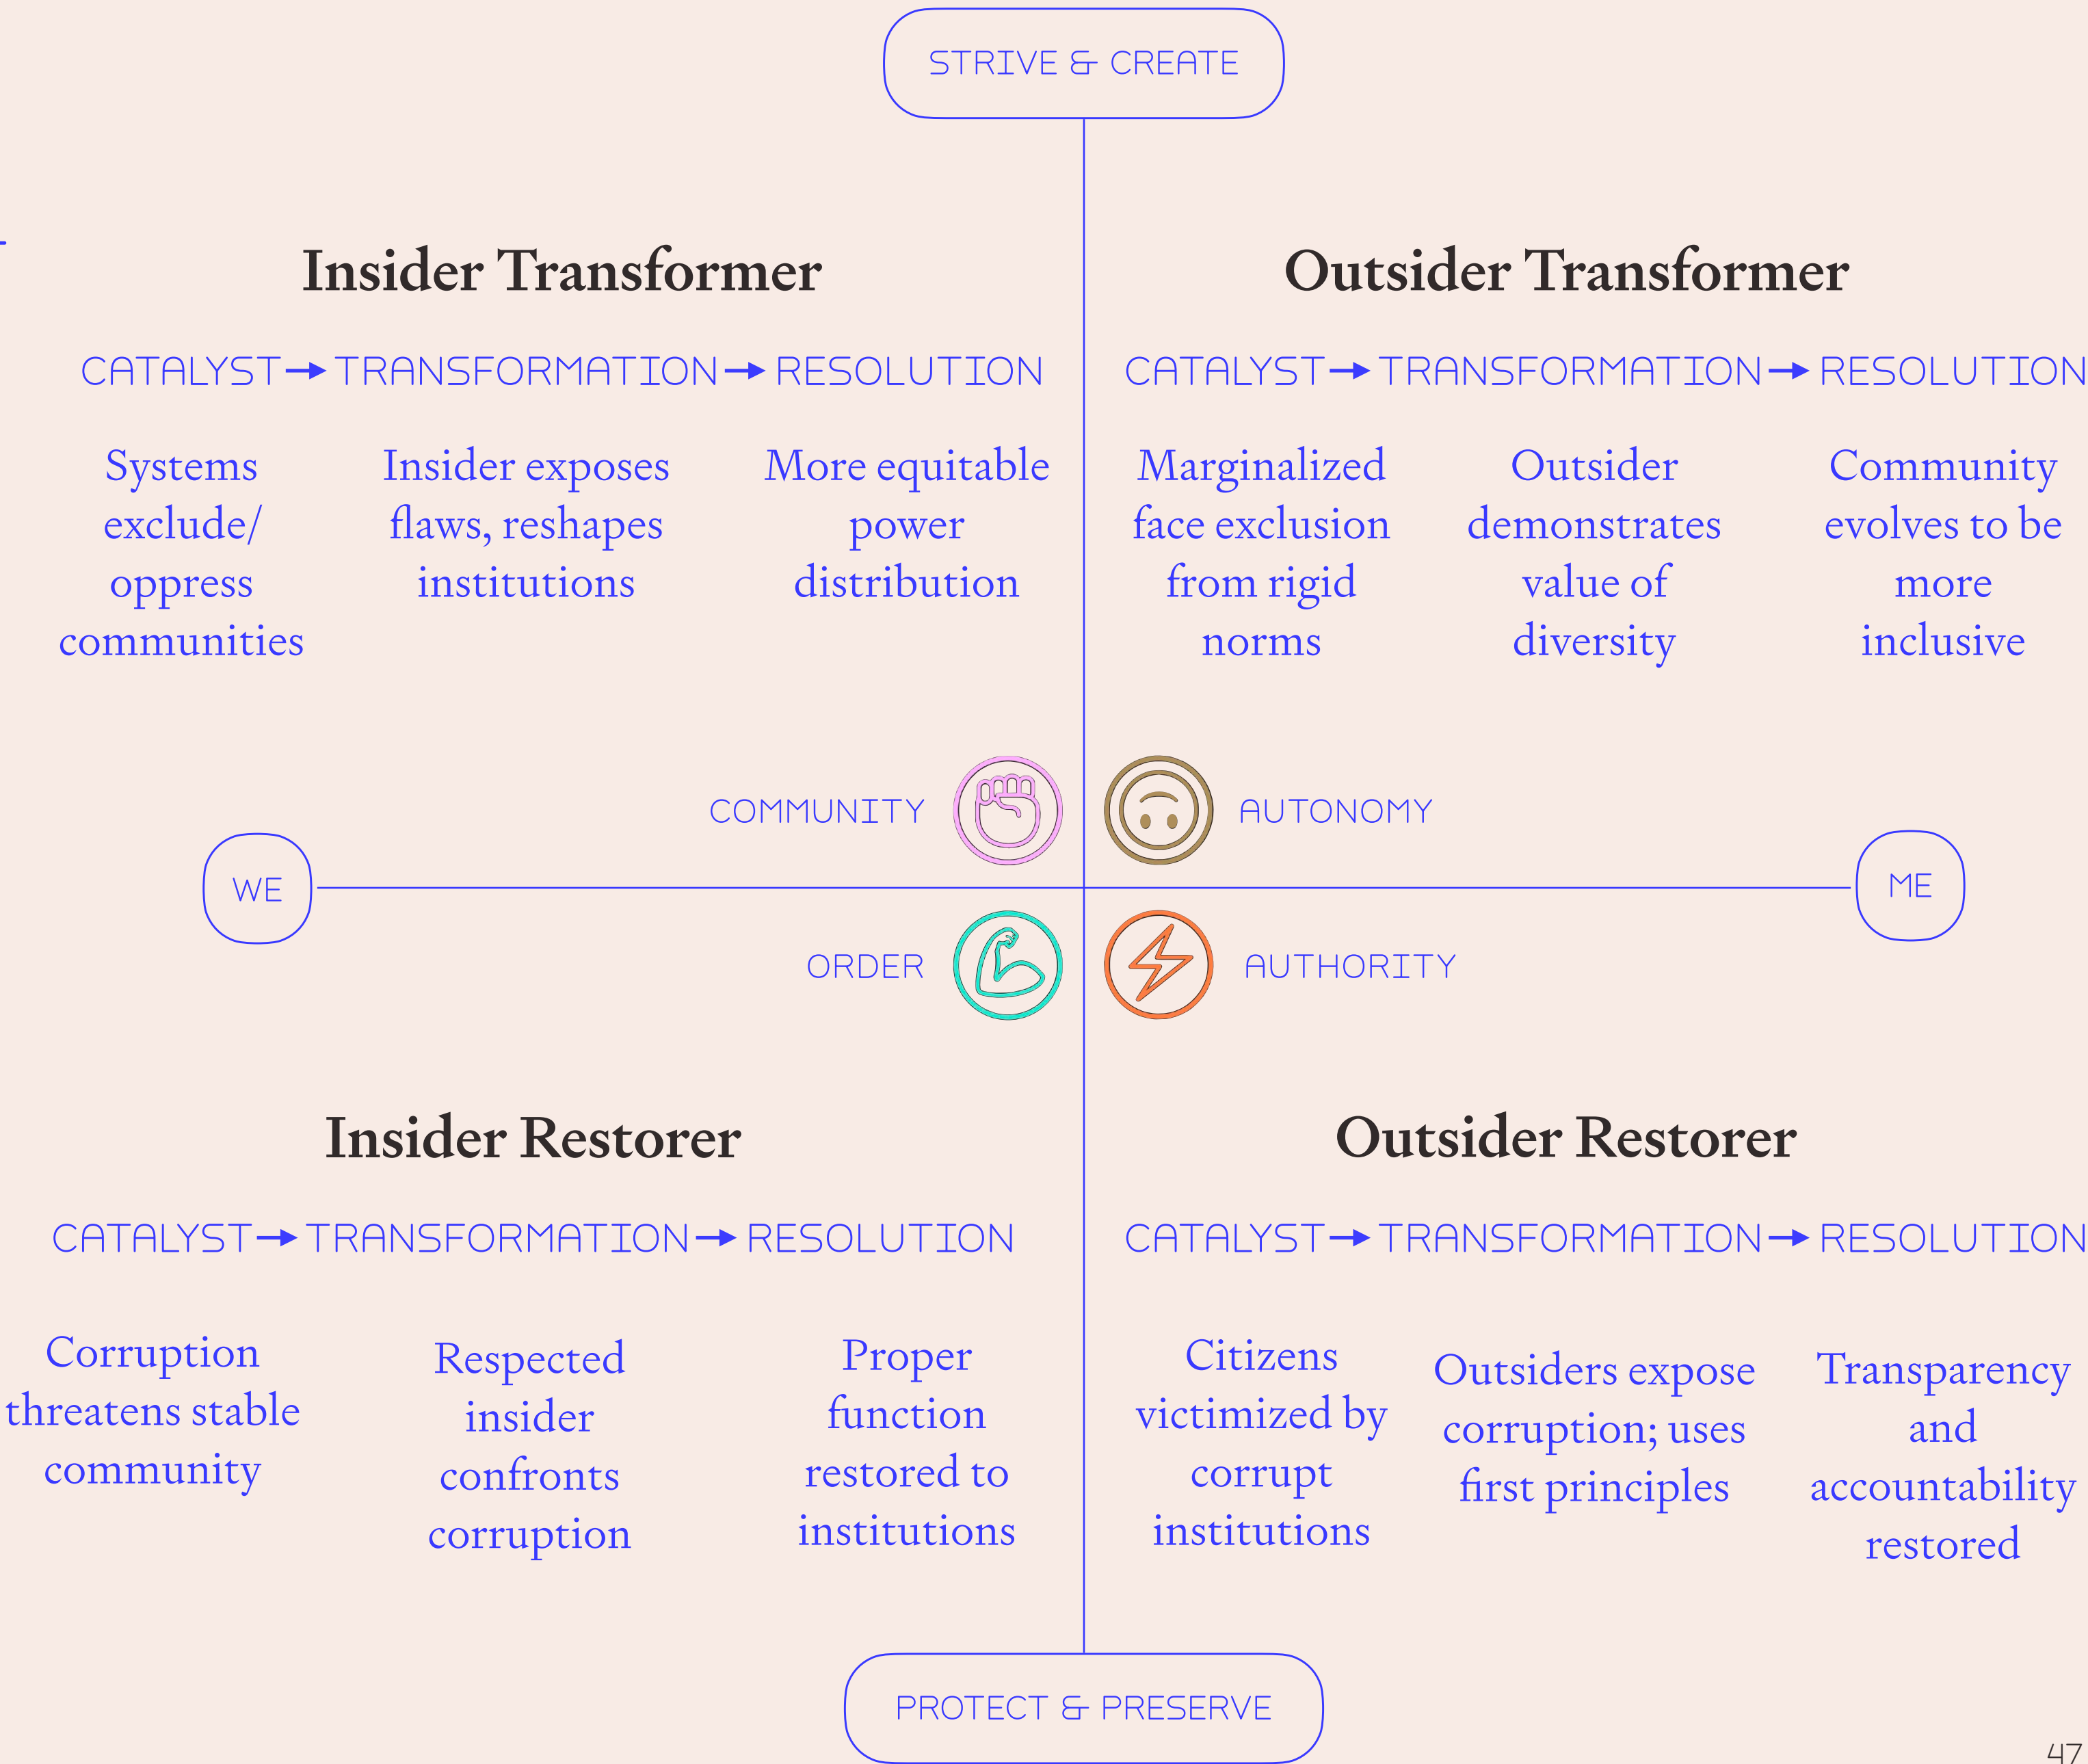 STRIVE & CREATE
Insider Transformer
CATALYST → TRANSFORMATION → RESOLUTION
Systems
exclude/
oppress
communities
Insider exposes
flaws, reshapes
institutions
More equitable
power
distribution
Outsider Transformer
CATALYST → TRANSFORMATION → RESOLUTION
Marginalized
face exclusion
from rigid
norms
Outsider
demonstrates
value of
diversity
Community
evolves to be
more
inclusive
COMMUNITY
AUTONOMY
WE
ME
ORDER
AUTHORITY
Insider Restorer
CATALYST → TRANSFORMATION → RESOLUTION
Corruption
threatens stable
community
Respected
insider
confronts
corruption
Proper
function
restored to
institutions
Outsider Restorer
CATALYST → TRANSFORMATION → RESOLUTION
Citizens
victimized by
corrupt
institutions
Outsiders expose
corruption; uses
first principles
Transparency
and
accountability
restored
PROTECT & PRESERVE
47